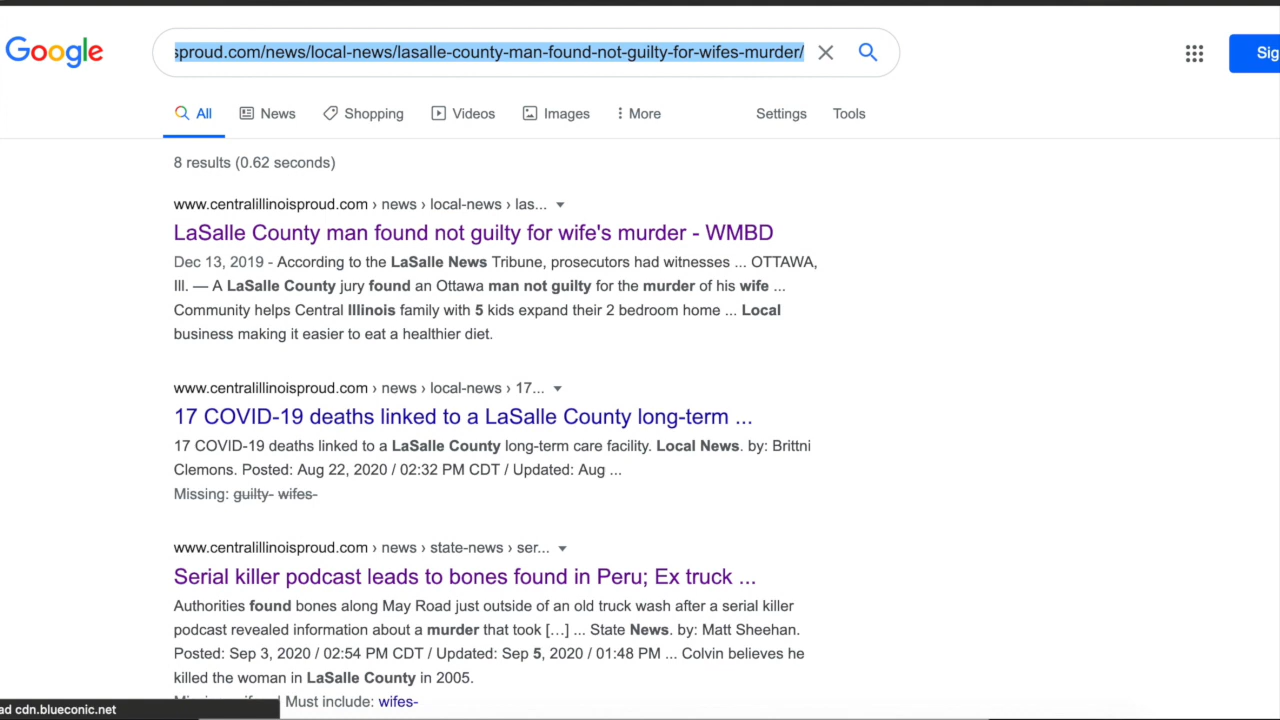 Google
sproud.com/news/local-news/lasalle-county-man-found-not-guilty-for-wifes-murder/
Sig
All News Shopping Videos Images More Settings Tools
8 results (0.62 seconds)
www.centralillinoisproud.com › news › local-news › las...
LaSalle County man found not guilty for wife's murder - WMBD
Dec 13, 2019 - According to the LaSalle News Tribune, prosecutors had witnesses ... OTTAWA,
Ill. — A LaSalle County jury found an Ottawa man not guilty for the murder of his wife ...
Community helps Central Illinois family with 5 kids expand their 2 bedroom home ... Local
business making it easier to eat a healthier diet.
www.centralillinoisproud.com › news › local-news › 17...
17 COVID-19 deaths linked to a LaSalle County long-term ...
17 COVID-19 deaths linked to a LaSalle County long-term care facility. Local News. by: Brittni
Clemons. Posted: Aug 22, 2020 / 02:32 PM CDT / Updated: Aug ...
Missing: guilty- wifes-
www.centralillinoisproud.com › news › state-news › ser...
Serial killer podcast leads to bones found in Peru; Ex truck ...
Authorities found bones along May Road just outside of an old truck wash after a serial killer
podcast revealed information about a murder that took [...] ... State News. by: Matt Sheehan.
Posted: Sep 3, 2020 / 02:54 PM CDT / Updated: Sep 5, 2020 / 01:48 PM ... Colvin believes he
killed the woman in LaSalle County in 2005.
Must include: wifes-
ad cdn.blueconic.net